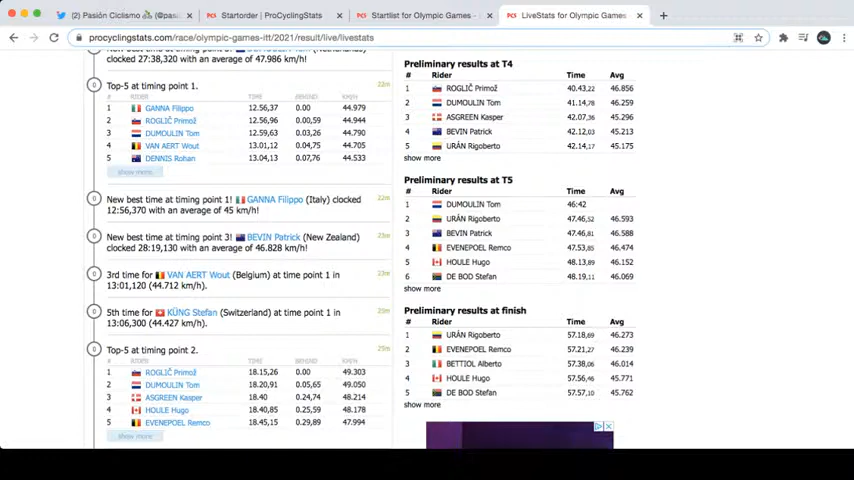 (2) Pasión Ciclismo 🚴 (@pas
Startorder | ProCyclingStats
Startlist for Olympic Games -
LiveStats for Olympic Games
procyclingstats.com/race/olympic-games-itt/2021/result/live/livestats
clocked 27:38,320 with an average of 47.986 km/h!
Top-5 at timing point 1.
22m
# RIDER TIME BEHIND KM/H
1 GANNA Filippo 12.56,37 0.00 44.979
2 ROGLIČ Primož 12.56,96 0.00,59 44.944
3 DUMOULIN Tom 12.59,63 0.03,26 44.790
4 VAN AERT Wout 13.01,12 0.04,75 44.705
5 DENNIS Rohan 13.04,13 0.07,76 44.533
show more
New best time at timing point 1! GANNA Filippo (Italy) clocked
22m
12:56,370 with an average of 45 km/h!
New best time at timing point 3! BEVIN Patrick (New Zealand)
23m
clocked 28:19,130 with an average of 46.828 km/h!
3rd time for VAN AERT Wout (Belgium) at time point 1 in
23m
13:01,120 (44.712 km/h).
5th time for KÜNG Stefan (Switzerland) at time point 1 in
25m
13:06,300 (44.427 km/h).
Top-5 at timing point 2.
25m
# RIDER TIME BEHIND KM/H
1 ROGLIČ Primož 18.15,26 0.00 49.303
2 DUMOULIN Tom 18.20,91 0.05,65 49.050
3 ASGREEN Kasper 18.40 0.24,74 48.214
4 HOULE Hugo 18.40,85 0.25,59 48.178
5 EVENEPOEL Remco 18.45,15 0.29,89 47.994
show more
Preliminary results at T4
# Rider Time Avg
1 ROGLIČ Primož 40.43,22 46.856
2 DUMOULIN Tom 41.14,78 46.259
3 ASGREEN Kasper 42.07,36 45.296
4 BEVIN Patrick 42.12,03 45.213
5 URÁN Rigoberto 42.14,17 45.175
show more
Preliminary results at T5
# Rider Time Avg
1 DUMOULIN Tom 46:42
2 URÁN Rigoberto 47.46,52 46.593
3 BEVIN Patrick 47.46,81 46.588
4 EVENEPOEL Remco 47.53,85 46.474
5 HOULE Hugo 48.13,89 46.152
6 DE BOD Stefan 48.19,11 46.069
show more
Preliminary results at finish
# Rider Time Avg
1 URÁN Rigoberto 57.18,69 46.273
2 EVENEPOEL Remco 57.21,27 46.239
3 BETTIOL Alberto 57.38,06 46.014
4 HOULE Hugo 57.56,46 45.771
5 DE BOD Stefan 57.57,10 45.762
show more